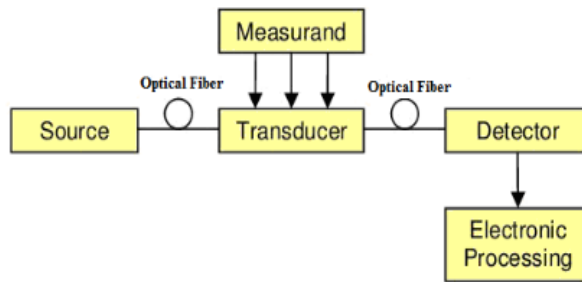 Measurand
Optical Fiber
Optical Fiber
Source
Transducer
Detector
Electronic
Processing